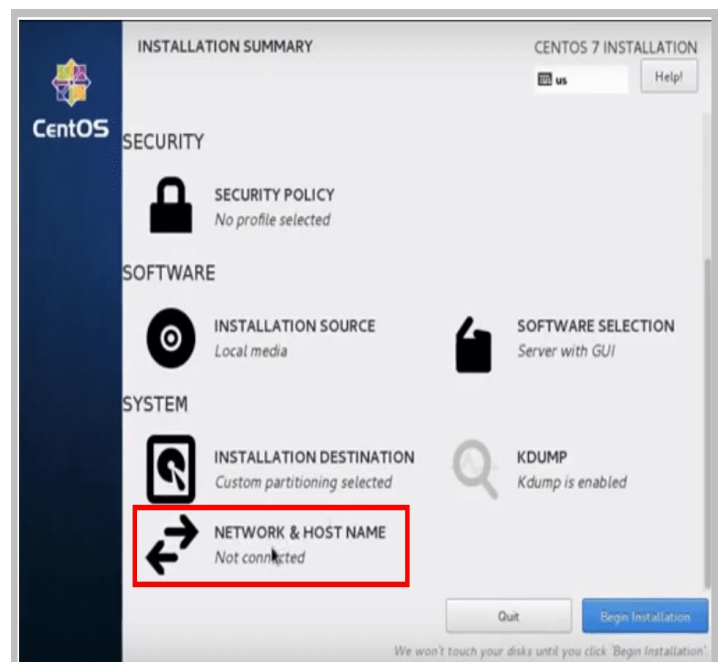 INSTALLATION SUMMARY
CENTOS 7 INSTALLATION
us
Help!
CentOS
SECURITY
SECURITY POLICY
No profile selected
SOFTWARE
INSTALLATION SOURCE
Local media
SOFTWARE SELECTION
Server with GUI
SYSTEM
INSTALLATION DESTINATION
Custom partitioning selected
KDUMP
Kdump is enabled
NETWORK & HOST NAME
Not connected
Quit
Begin Installation
We won't touch your disks until you click 'Begin Installation'.